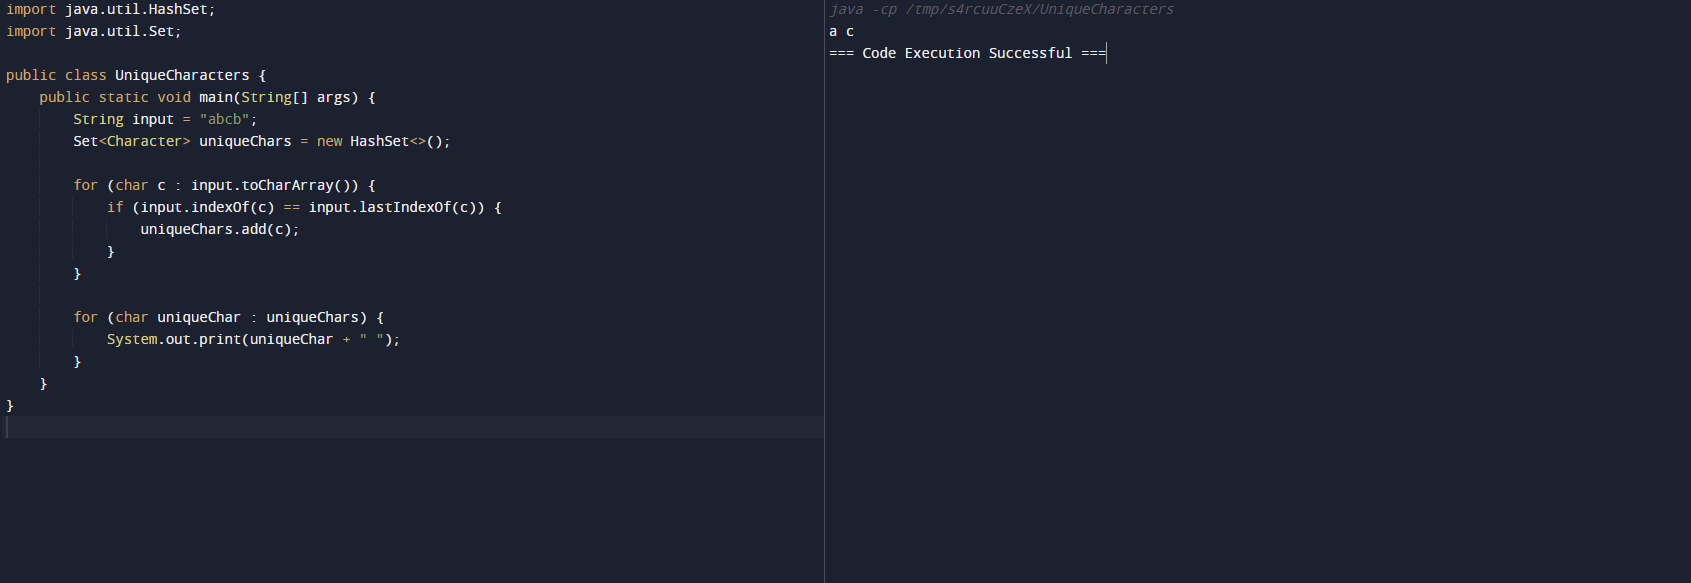 import java.util.HashSet;
import java.util.Set;
public class UniqueCharacters {
    public static void main(String[] args) {
        String input = "abcb";
        Set<Character> uniqueChars = new HashSet<>();
        for (char c : input.toCharArray()) {
            if (input.indexOf(c) == input.lastIndexOf(c)) {
                uniqueChars.add(c);
            }
        }
        for (char uniqueChar : uniqueChars) {
            System.out.print(uniqueChar + " ");
        }
    }
}
java -cp /tmp/s4rcuuCzeX/UniqueCharacters
a c
=== Code Execution Successful ===